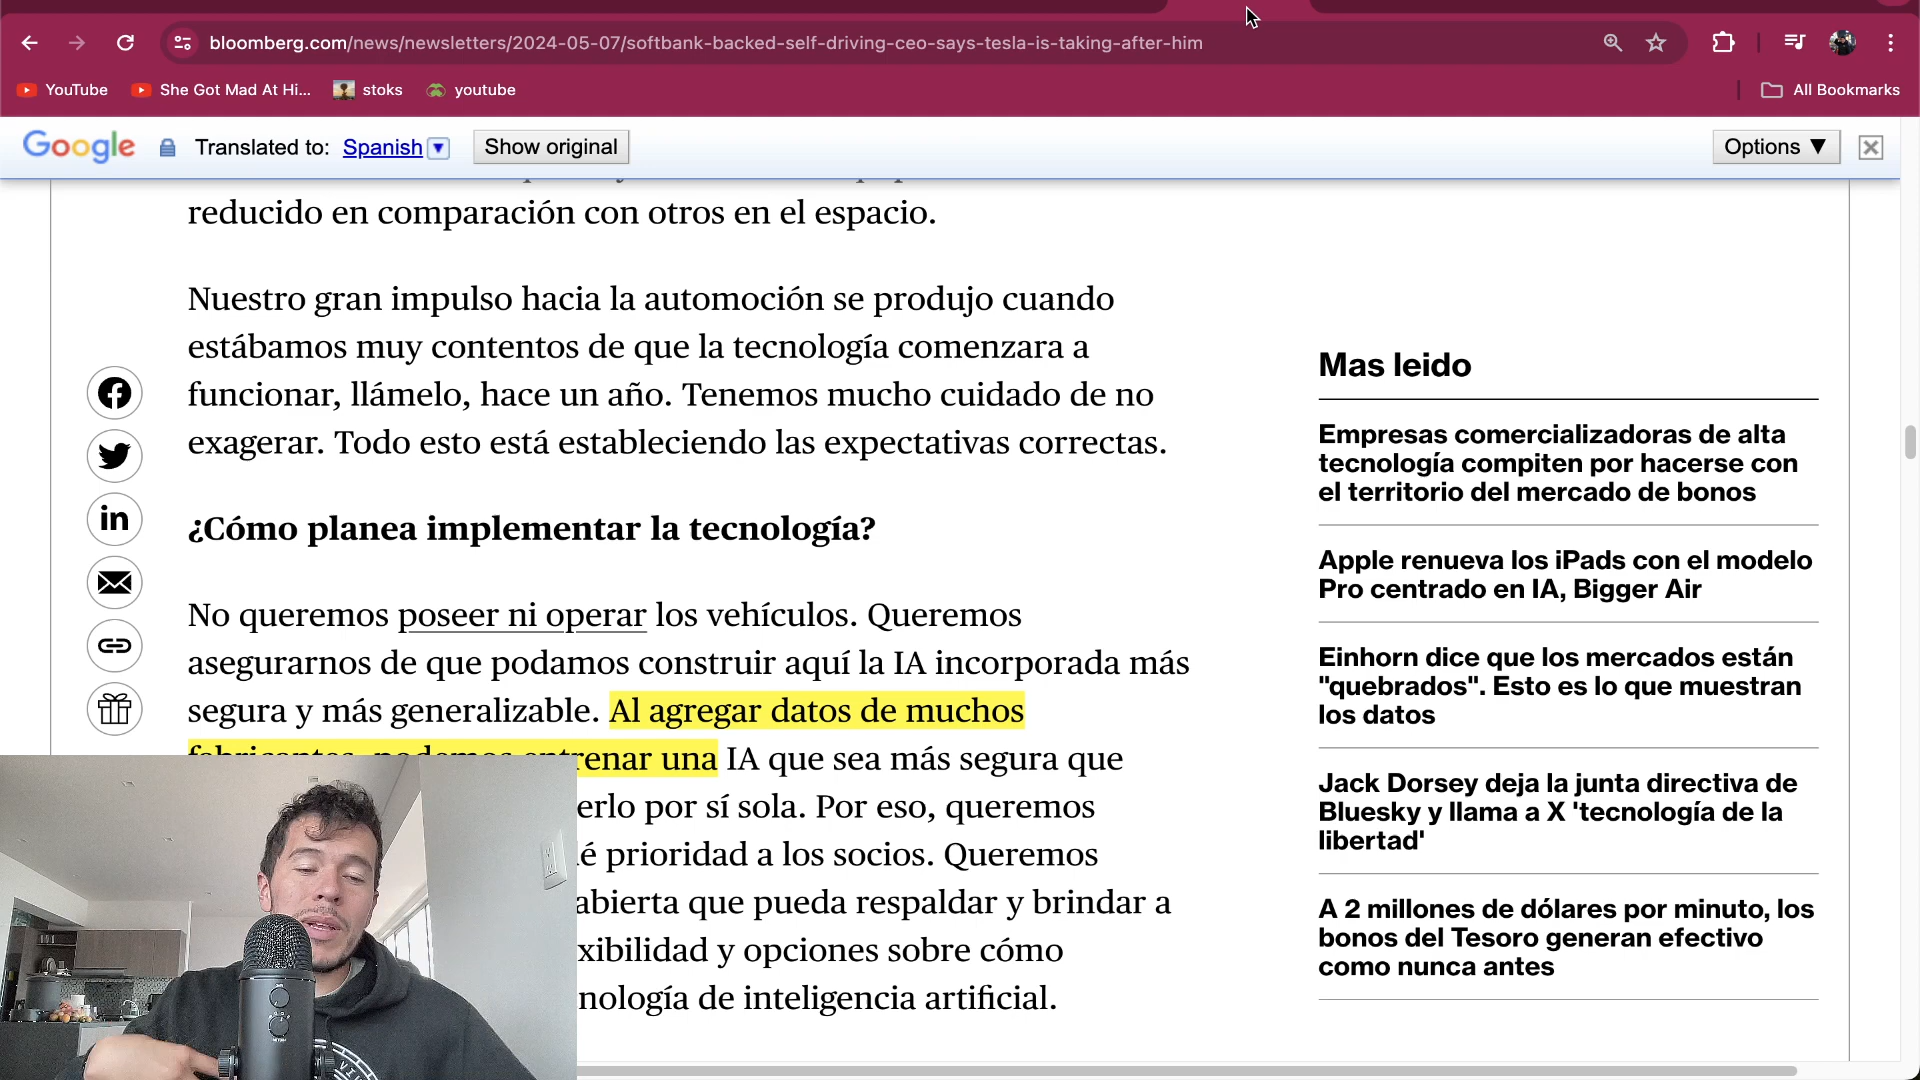 bloomberg.com/news/newsletters/2024-05-07/softbank-backed-self-driving-ceo-says-tesla-is-taking-after-him
YouTube
She Got Mad At Hi...
stoks
youtube
All Bookmarks
Google
Translated to: Spanish
Show original
Options ▼
reducido en comparación con otros en el espacio.
Nuestro gran impulso hacia la automoción se produjo cuando
estábamos muy contentos de que la tecnología comenzara a
funcionar, llámelo, hace un año. Tenemos mucho cuidado de no
exagerar. Todo esto está estableciendo las expectativas correctas.
¿Cómo planea implementar la tecnología?
No queremos poseer ni operar los vehículos. Queremos
asegurarnos de que podamos construir aquí la IA incorporada más
segura y más generalizable. Al agregar datos de muchos
fabricantes, podemos entrenar una IA que sea más segura que
erlo por sí sola. Por eso, queremos
é prioridad a los socios. Queremos
abierta que pueda respaldar y brindar a
xibilidad y opciones sobre cómo
nología de inteligencia artificial.
Mas leido
Empresas comercializadoras de alta
tecnología compiten por hacerse con
el territorio del mercado de bonos
Apple renueva los iPads con el modelo
Pro centrado en IA, Bigger Air
Einhorn dice que los mercados están
"quebrados". Esto es lo que muestran
los datos
Jack Dorsey deja la junta directiva de
Bluesky y llama a X 'tecnología de la
libertad'
A 2 millones de dólares por minuto, los
bonos del Tesoro generan efectivo
como nunca antes